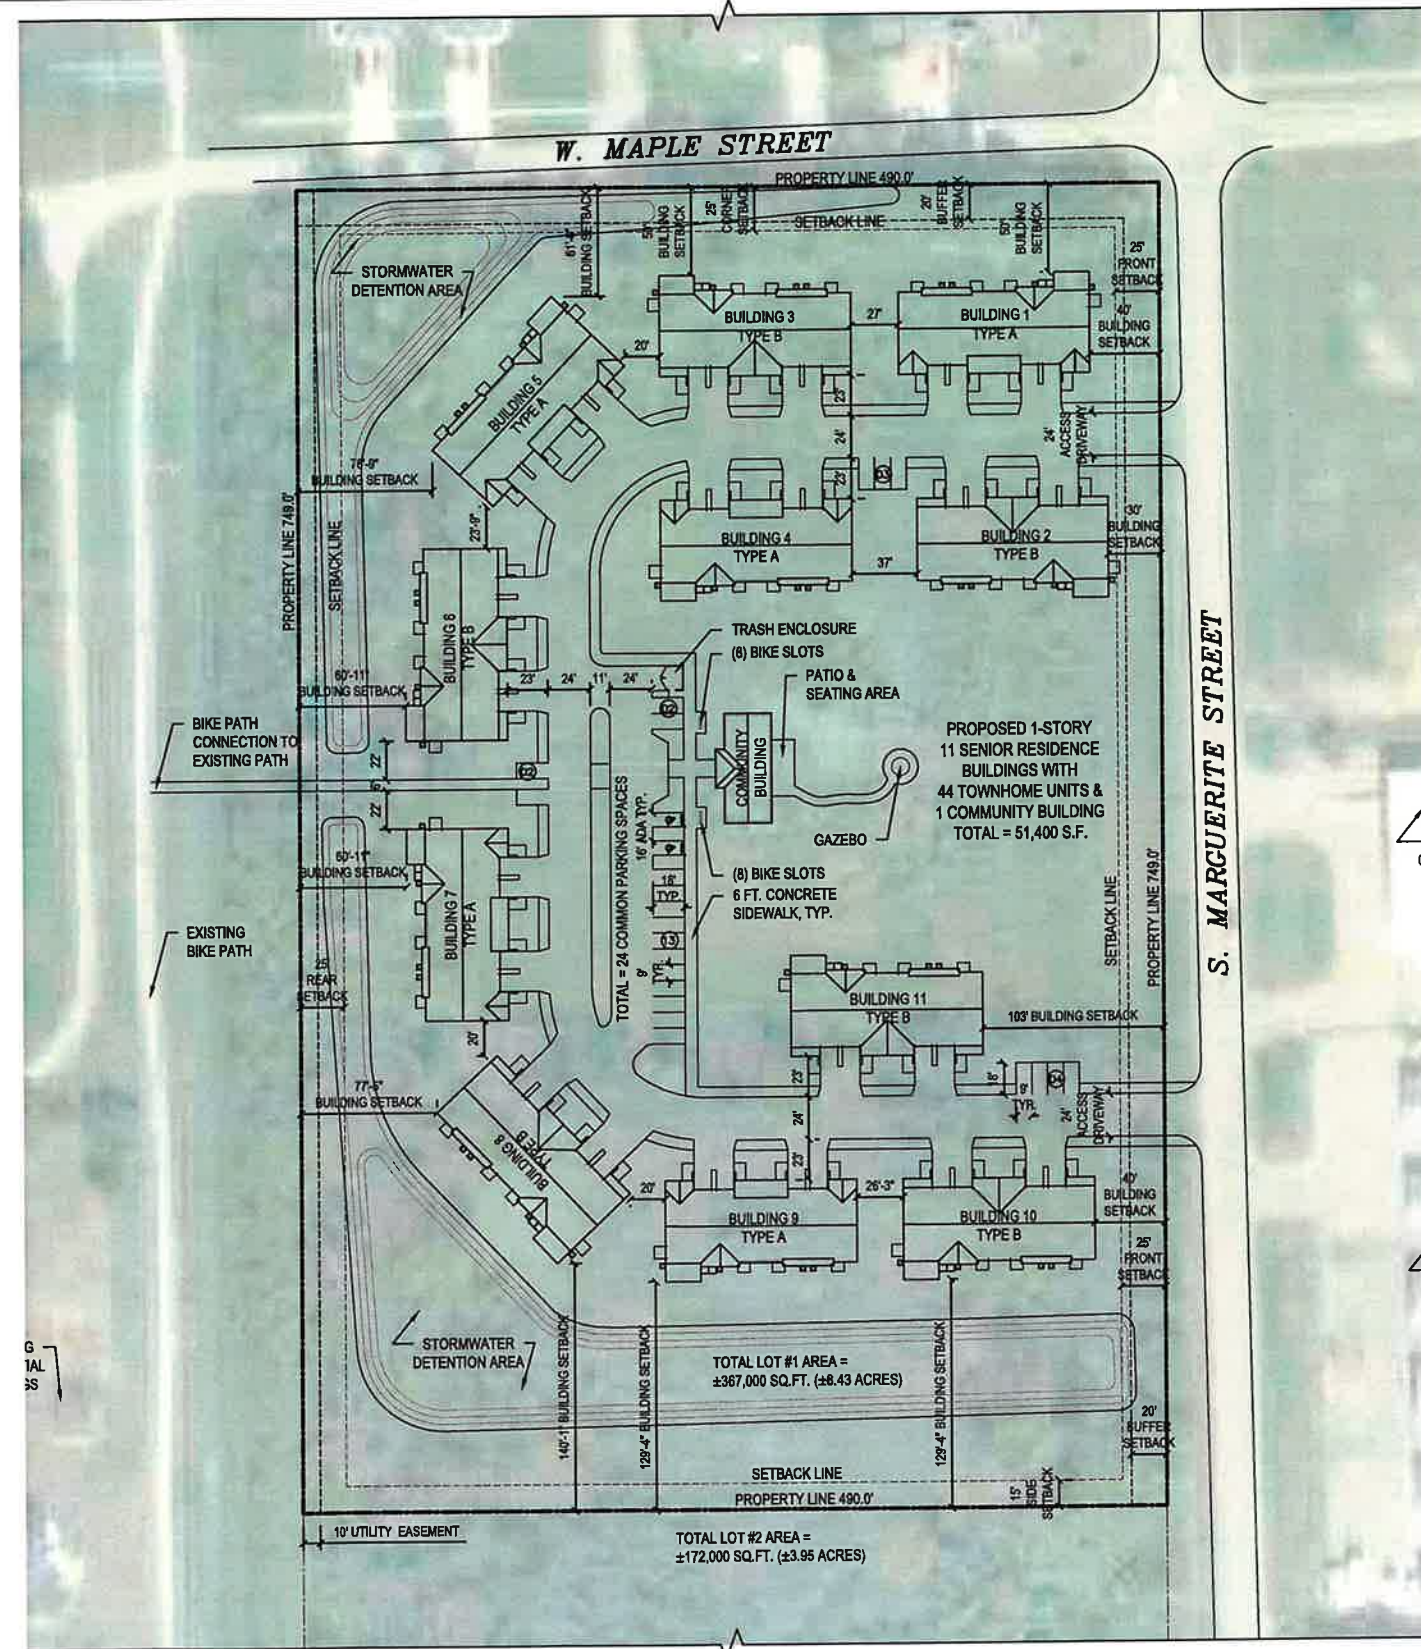 W. MAPLE STREET
PROPERTY LINE 490.0'
61'-6"
BUILDING SETBACK
50'
BUILDING
SETBACK
25'
CORNER
SETBACK
SETBACK LINE
20'
BUFFER
SETBACK
50'
BUILDING
SETBACK
25'
FRONT
SETBACK
STORMWATER
DETENTION AREA
BUILDING 3
TYPE B
27'
BUILDING 1
TYPE A
40'
BUILDING
SETBACK
20'
BUILDING 5
TYPE A
23'
24'
23'
24'
ACCESS
DRIVEWAY
BUILDING SETBACK
PROPERTY LINE 749.0'
SETBACK LINE
23'-9"
BUILDING 4
TYPE A
37'
BUILDING 2
TYPE B
30'
BUILDING
SETBACK
BUILDING 6
TYPE B
60'-11"
BUILDING SETBACK
23'
24'
11'
24'
TRASH ENCLOSURE
(6) BIKE SLOTS
PATIO &
SEATING AREA
S. MARGUERITE STREET
BIKE PATH
CONNECTION TO
EXISTING PATH
22'
6'
22'
COMMUNITY
BUILDING
PROPOSED 1-STORY
11 SENIOR RESIDENCE
BUILDINGS WITH
44 TOWNHOME UNITS &
1 COMMUNITY BUILDING
TOTAL = 51,400 S.F.
GAZEBO
TOTAL = 24 COMMON PARKING SPACES
16' ADA TYP.
18'
TYP
(8) BIKE SLOTS
6 FT. CONCRETE
SIDEWALK, TYP.
60'-11"
BUILDING SETBACK
BUILDING 7
TYPE A
SETBACK LINE
PROPERTY LINE 749.0'
EXISTING
BIKE PATH
25'
REAR
SETBACK
13
9'
TYP.
BUILDING 11
TYPE B
103' BUILDING SETBACK
20'
77'-6"
BUILDING SETBACK
BUILDING 8
TYPE B
23'
24'
23'
18'
9'
TYP.
24'
ACCESS
DRIVEWAY
20'
BUILDING 9
TYPE A
26'-3"
BUILDING 10
TYPE B
40'
BUILDING
SETBACK
25'
FRONT
SETBACK
STORMWATER
DETENTION AREA
140'-1" BUILDING SETBACK
129'-4" BUILDING SETBACK
TOTAL LOT #1 AREA =
±367,000 SQ.FT. (±8.43 ACRES)
129'-4" BUILDING SETBACK
20'
BUFFER
SETBACK
SETBACK LINE
15'
SIDE
SETBACK
PROPERTY LINE 490.0'
10' UTILITY EASEMENT
TOTAL LOT #2 AREA =
±172,000 SQ.FT. (±3.95 ACRES)